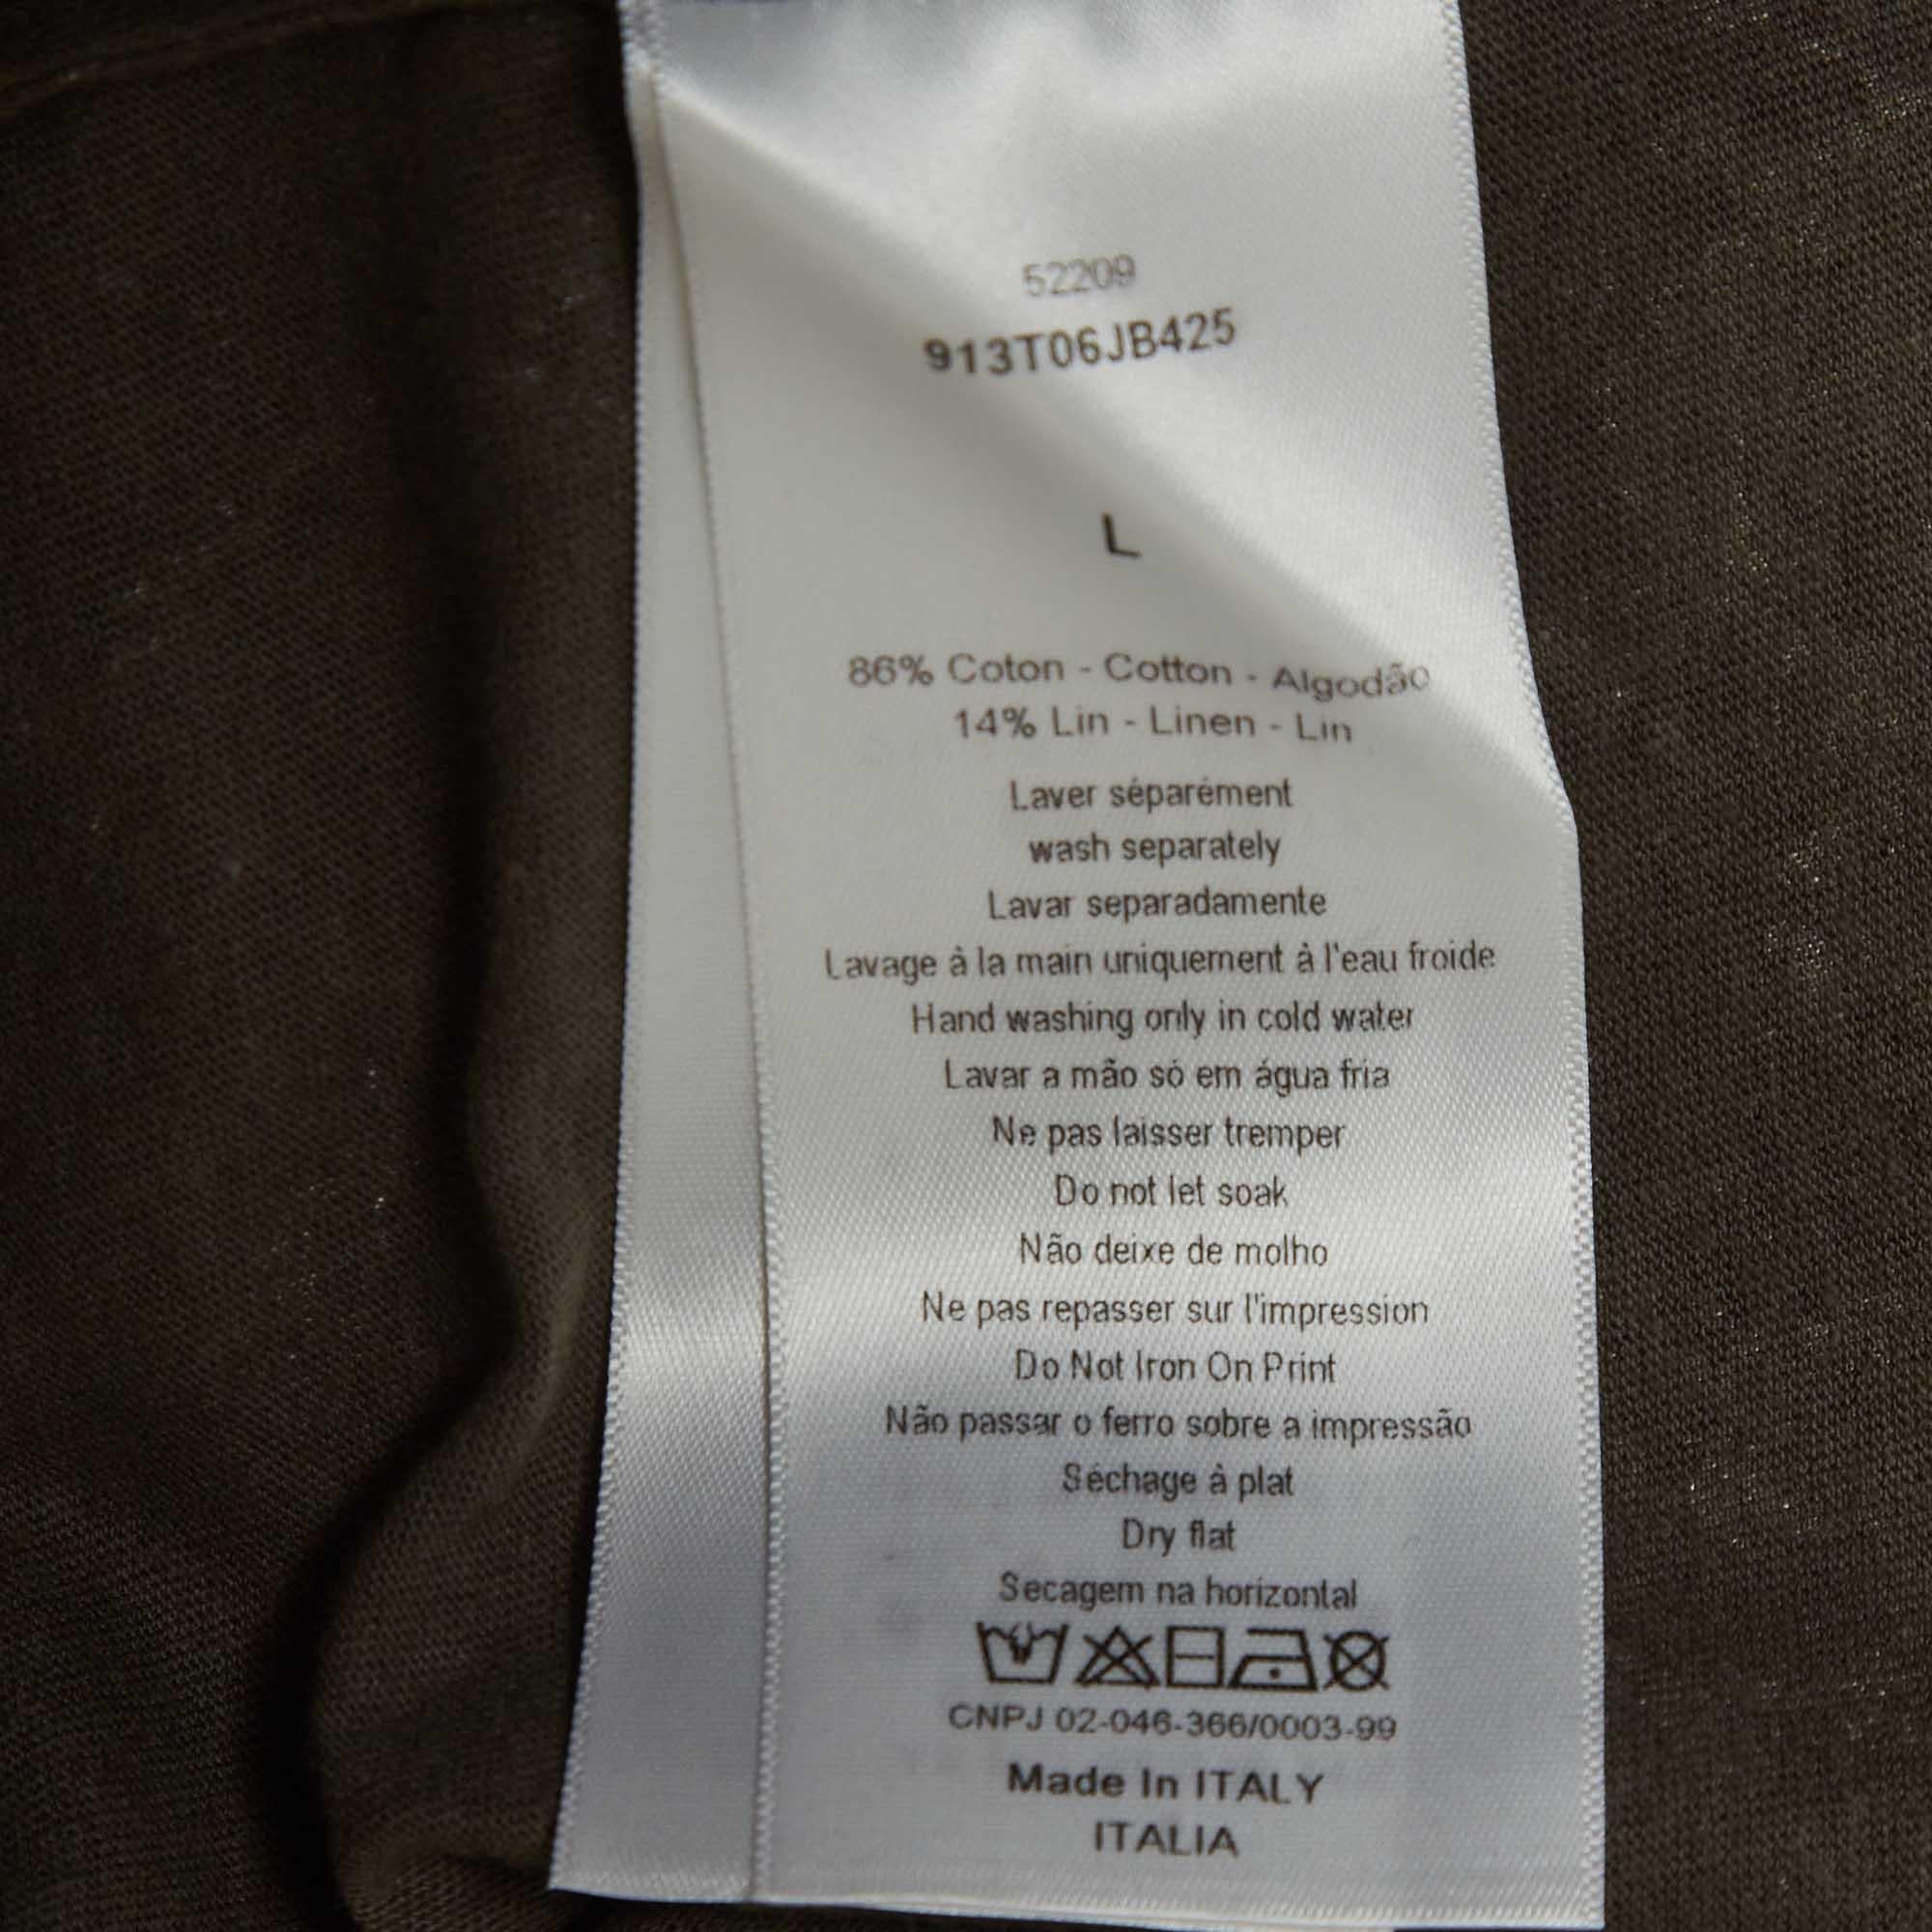 52209
913T06JB425
L
86% Coton - Cotton - Algodão
14% Lin - Linen - Lin
Laver séparément
wash separately
Lavar separadamente
Lavage à la main uniquement à l'eau froide
Hand washing only in cold water
Lavar a mão só em água fria
Ne pas laisser tremper
Do not let soak
Não deixe de molho
Ne pas repasser sur l'impression
Do Not Iron On Print
Não passar o ferro sobre a impressão
Séchage à plat
Dry flat
Secagem na horizontal
CNPJ 02-046-366/0003-99
Made In ITALY
ITALIA